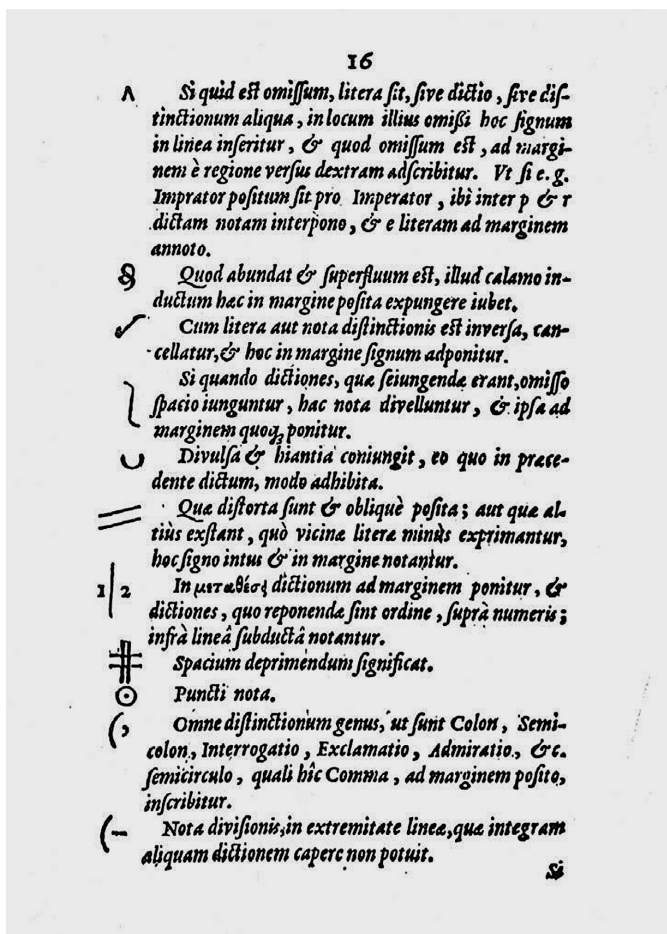 16
Si quid est omissum, litera sit, sive dictio, sive dis-
tinctionum aliqua, in locum illius omißi hoc signum
in linea inseritur, & quod omissum est, ad margi-
nem è regione versus dextram adscribitur. Vt si e. g.
Imprator positum sit pro Imperator, ibi inter p & r
dictam notam interpono, & e literam ad marginem
annoto.
Quod abundat & superfluum est, illud calamo in-
ductum hæc in margine posita expungere iubet.
Cum litera aut nota distinctionis est inversa, can-
cellatur, & hoc in margine signum adponitur.
Si quando dictiones, quæ seiungendæ erant, omisso
spacio iunguntur, hac nota divelluntur, & ipsa ad
marginem quoqꝫ ponitur.
Divulsa & hiantia coniungit, eo quo in præce-
dente dictum, modo adhibita.
Quæ distorta sunt & obliquè posita; aut quæ al-
tiùs exstant, quò vicinæ literæ minùs exprimantur,
hoc signo intus & in margine notantur.
1 | 2 In μεταθέσι dictionum ad marginem ponitur, &
dictiones, quo reponendæ sint ordine, suprà numeris;
infrà lineâ subductâ notantur.
Spacium deprimendum significat.
Puncti nota.
(, Omne distinctionum genus, ut sunt Colon, Semi-
colon, Interrogatio, Exclamatio, Admiratio, &c.
semicirculo, quali hîc Comma, ad marginem posito,
inscribitur.
(- Nota divisionis, in extremitate lineæ, quæ integram
aliquam dictionem capere non potuit.
Si